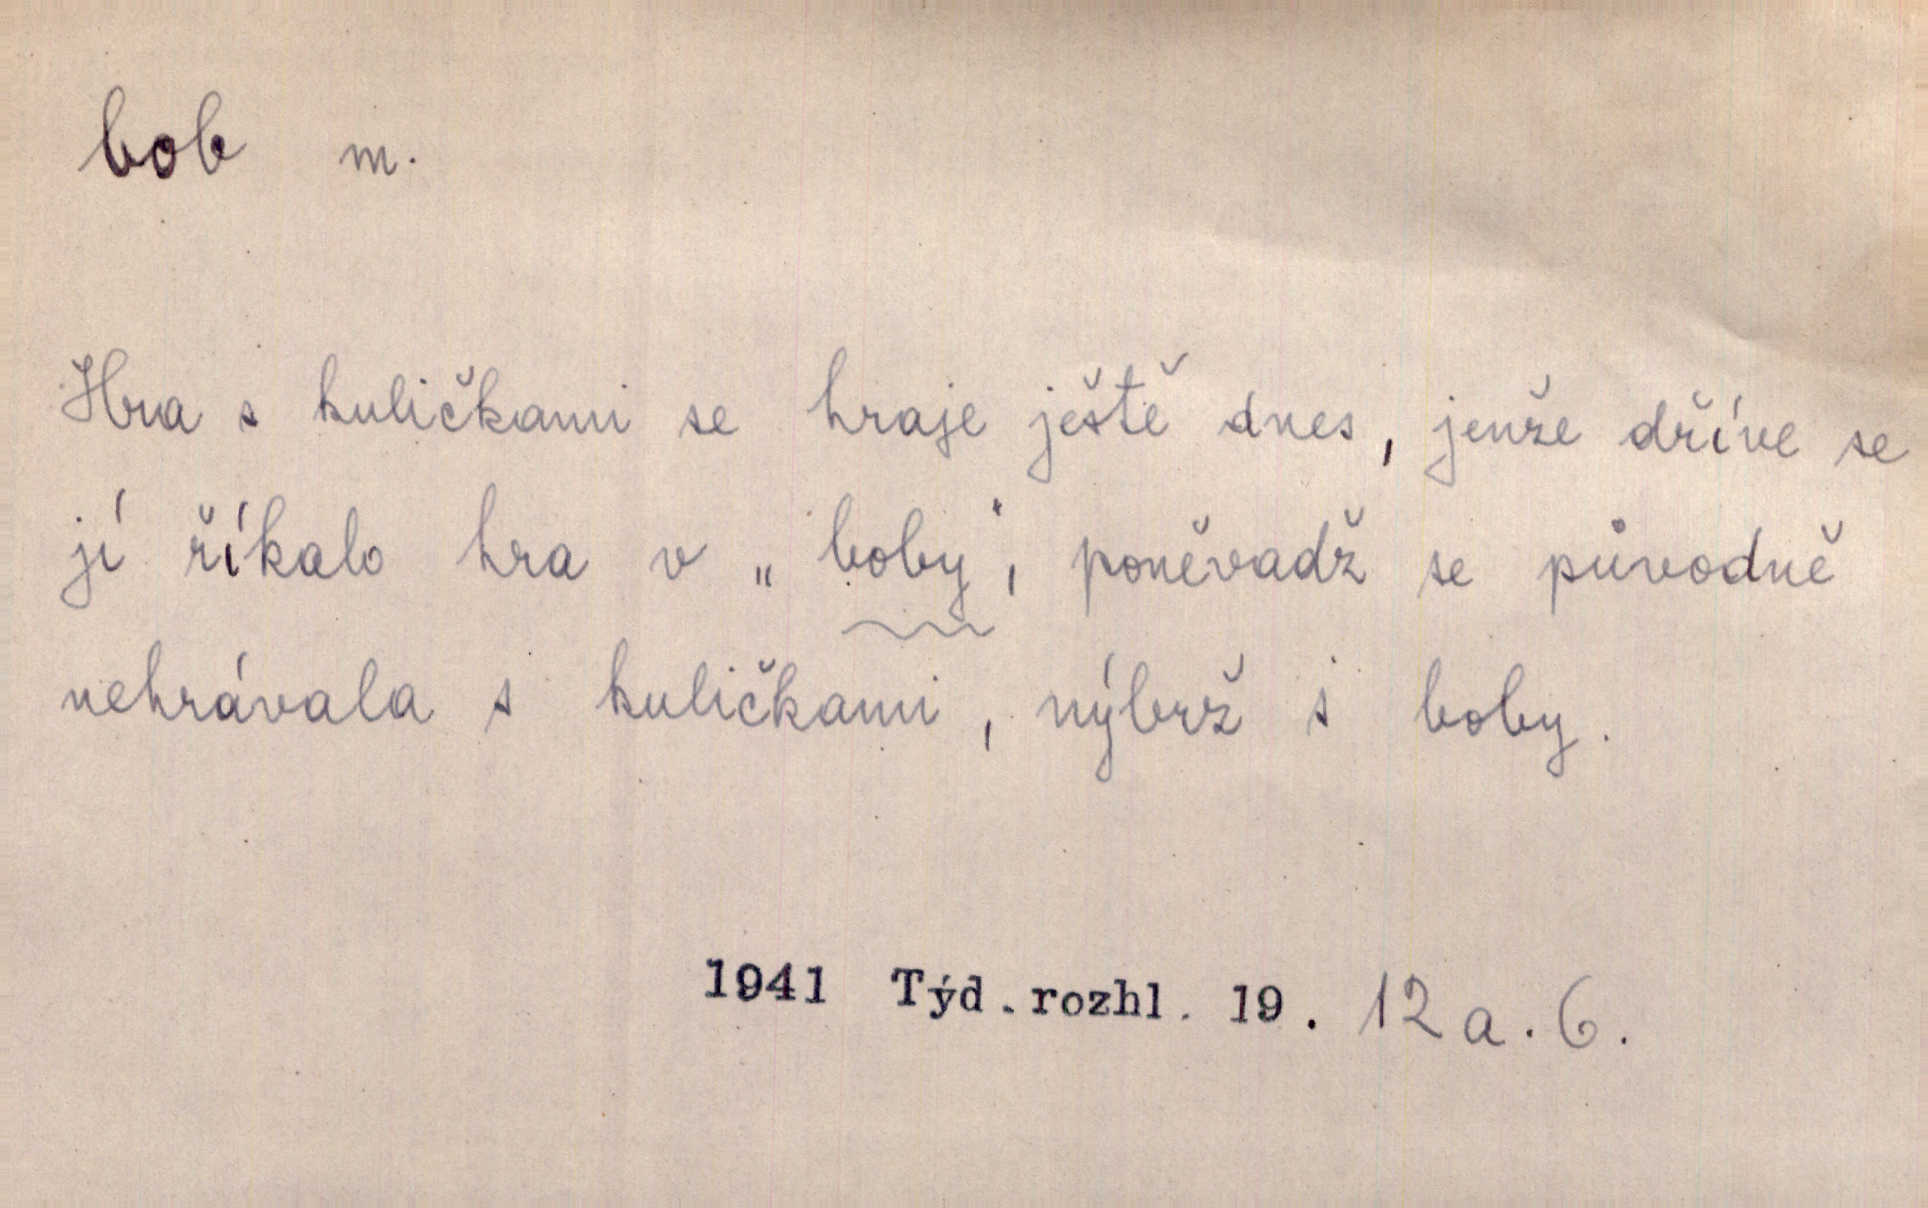 bob m.
Hra s kuličkami se hraje ještě dnes, jenže dříve se
jí říkalo hra v „boby", poněvadž se původně
nehrávala s kuličkami, nýbrž s boby.
1941 Týd.rozhl. 19. 12a.6.